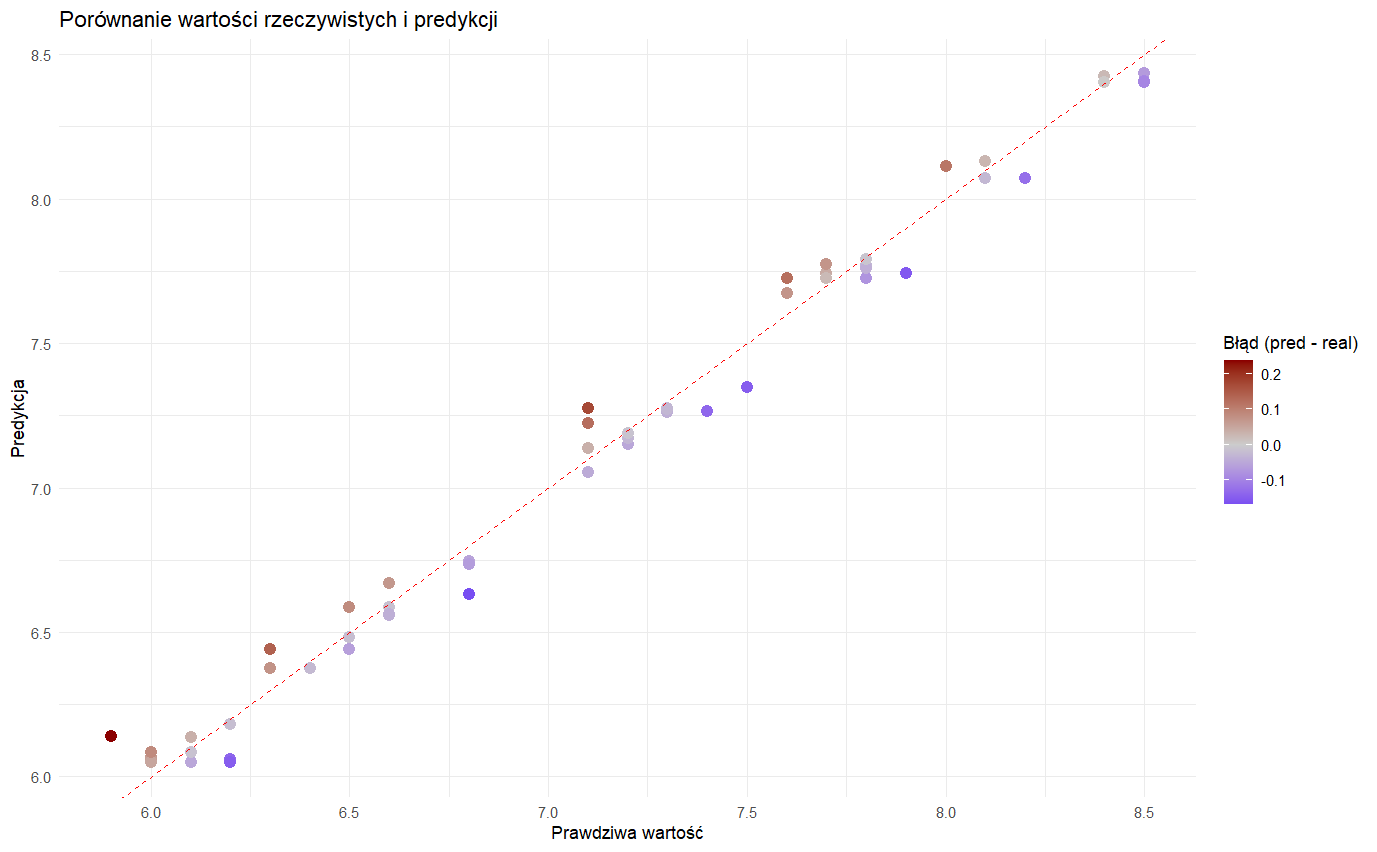 Porównanie wartości rzeczywistych i predykcji
8.5
8.0
7.5
7.0
6.5
6.0
Predykcja
6.0 6.5 7.0 7.5 8.0 8.5
Prawdziwa wartość
Błąd (pred - real)
0.2
0.1
0.0
-0.1